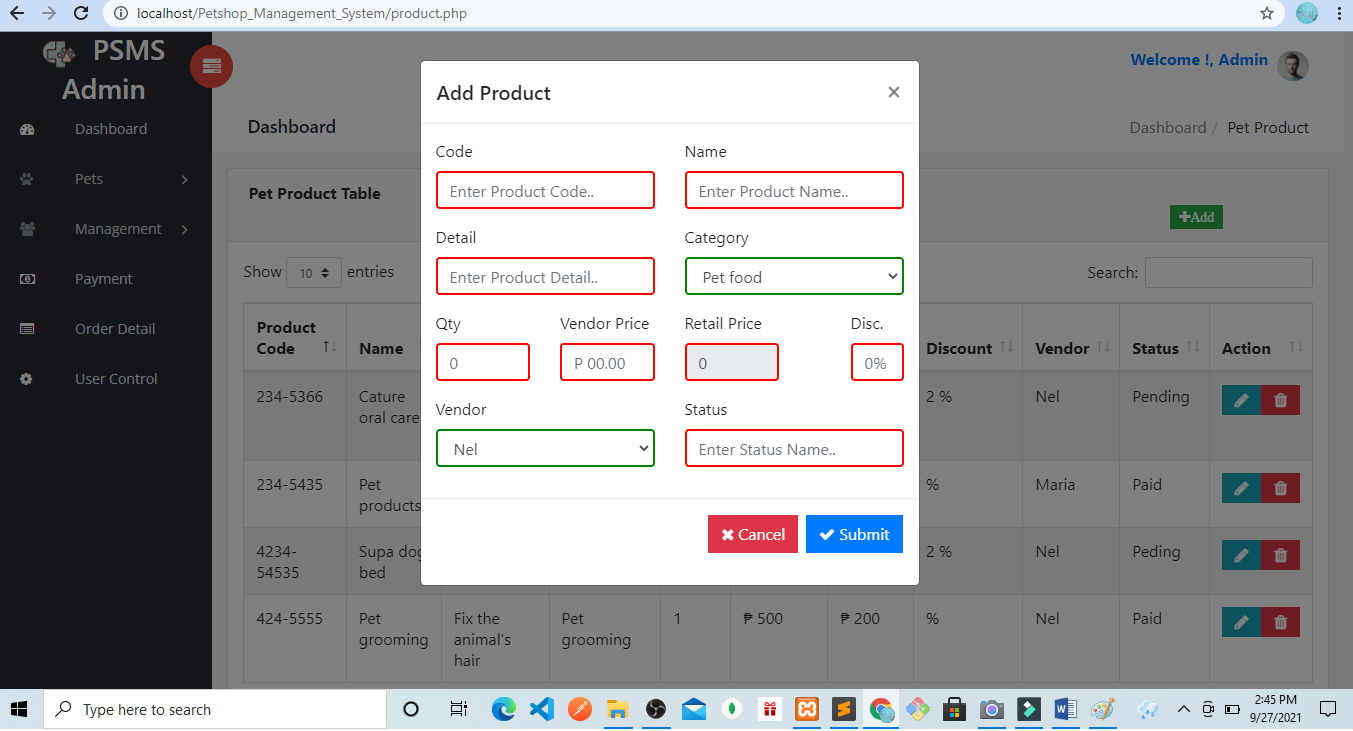 localhost/Petshop_Management_System/product.php
PSMS
Admin
Dashboard
Pets
Management
Payment
Order Detail
User Control
Welcome !, Admin
Dashboard
Dashboard / Pet Product
Pet Product Table
Add
Show 10 entries
Search:
Product Code
Name
Discount
Vendor
Status
Action
234-5366
Cature
oral care
2 %
Nel
Pending
234-5435
Pet
products
%
Maria
Paid
4234-
54535
Supa dog
bed
2 %
Nel
Peding
424-5555
Pet
grooming
Fix the
animal's
hair
Pet
grooming
1
₱ 500
₱ 200
%
Nel
Paid
Add Product
×
Code
Name
Enter Product Code..
Enter Product Name..
Detail
Category
Enter Product Detail..
Pet food
Qty
Vendor Price
Retail Price
Disc.
0
P 00.00
0
0%
Vendor
Status
Nel
Enter Status Name..
Cancel
Submit
Type here to search
2:45 PM
9/27/2021